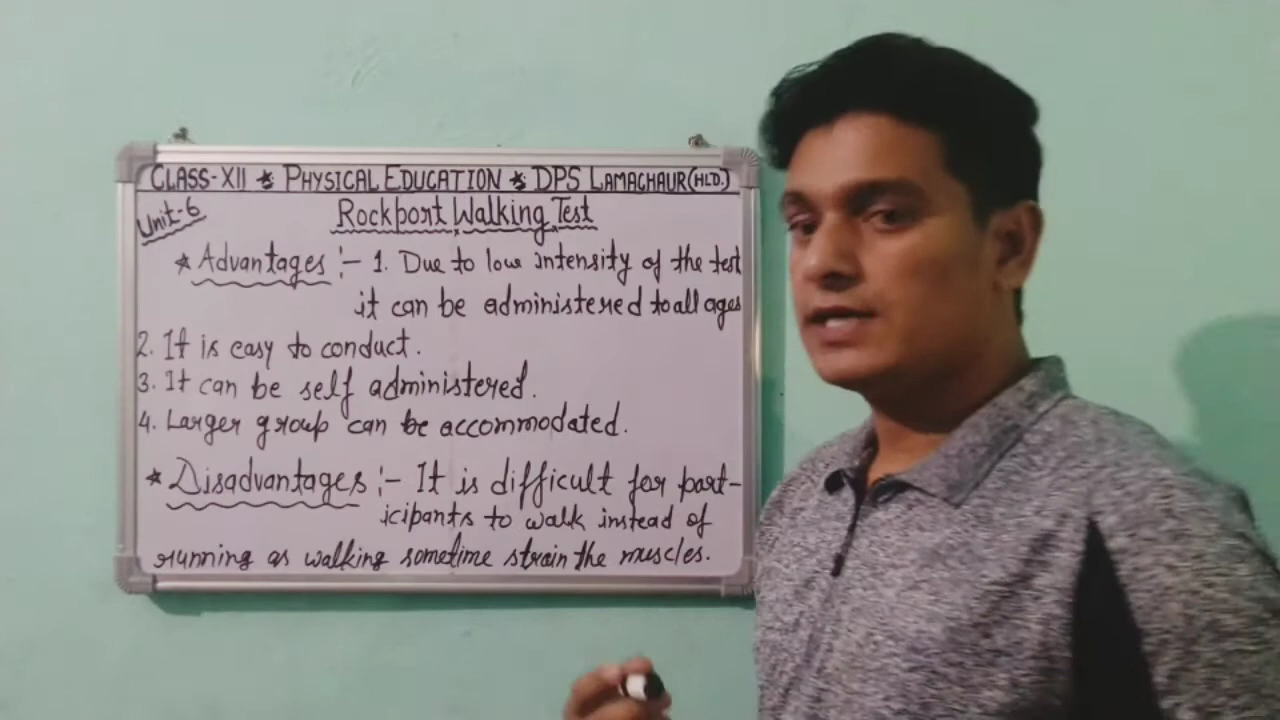 CLASS-XII * PHYSICAL EDUCATION * DPS LAMACHAUR(HLD.)
Unit-6
Rockport Walking Test
* Advantages :- 1. Due to low intensity of the test
it can be administered to all ages
2. It is easy to conduct.
3. It can be self administered.
4. Larger group can be accommodated.
* Disadvantages :- It is difficult for part-
icipants to walk instead of
running as walking sometime strain the muscles.